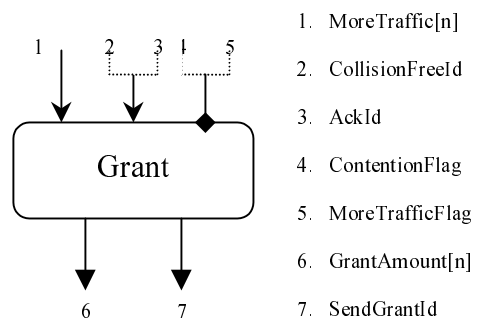 1 2 3 4 5
Grant
6 7
1. MoreTraffic[n]
2. CollisionFreeId
3. AckId
4. ContentionFlag
5. MoreTrafficFlag
6. GrantAmount[n]
7. SendGrantId